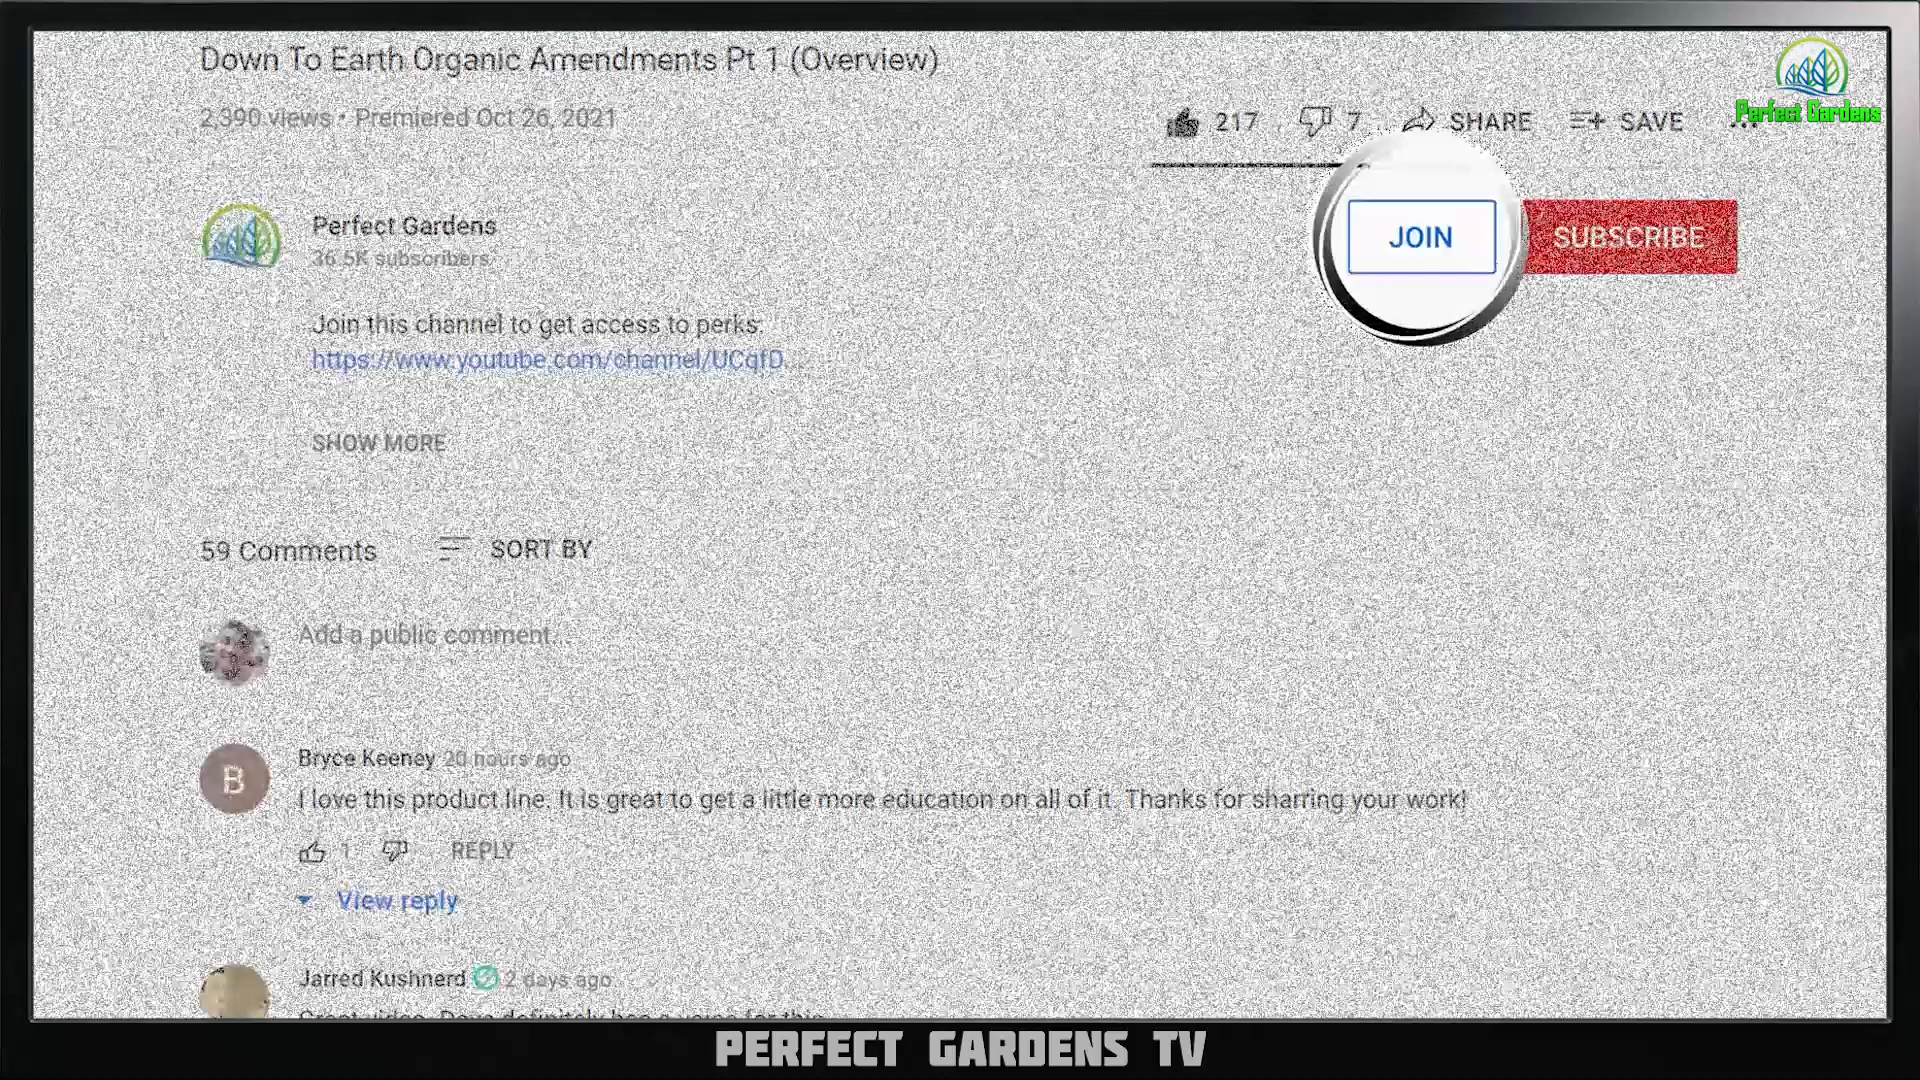 Down To Earth Organic Amendments Pt 1 (Overview)
2,390 views • Premiered Oct 26, 2021
217 7 SHARE SAVE ...
Perfect Gardens
Perfect Gardens
36.5K subscribers
JOIN SUBSCRIBE
Join this channel to get access to perks:
https://www.youtube.com/channel/UCqfD
SHOW MORE
59 Comments SORT BY
Add a public comment...
B
Bryce Keeney 20 hours ago
I love this product line. It is great to get a little more education on all of it. Thanks for sharring your work!
1 REPLY
View reply
Jarred Kushnerd 2 days ago
PERFECT GARDENS TV